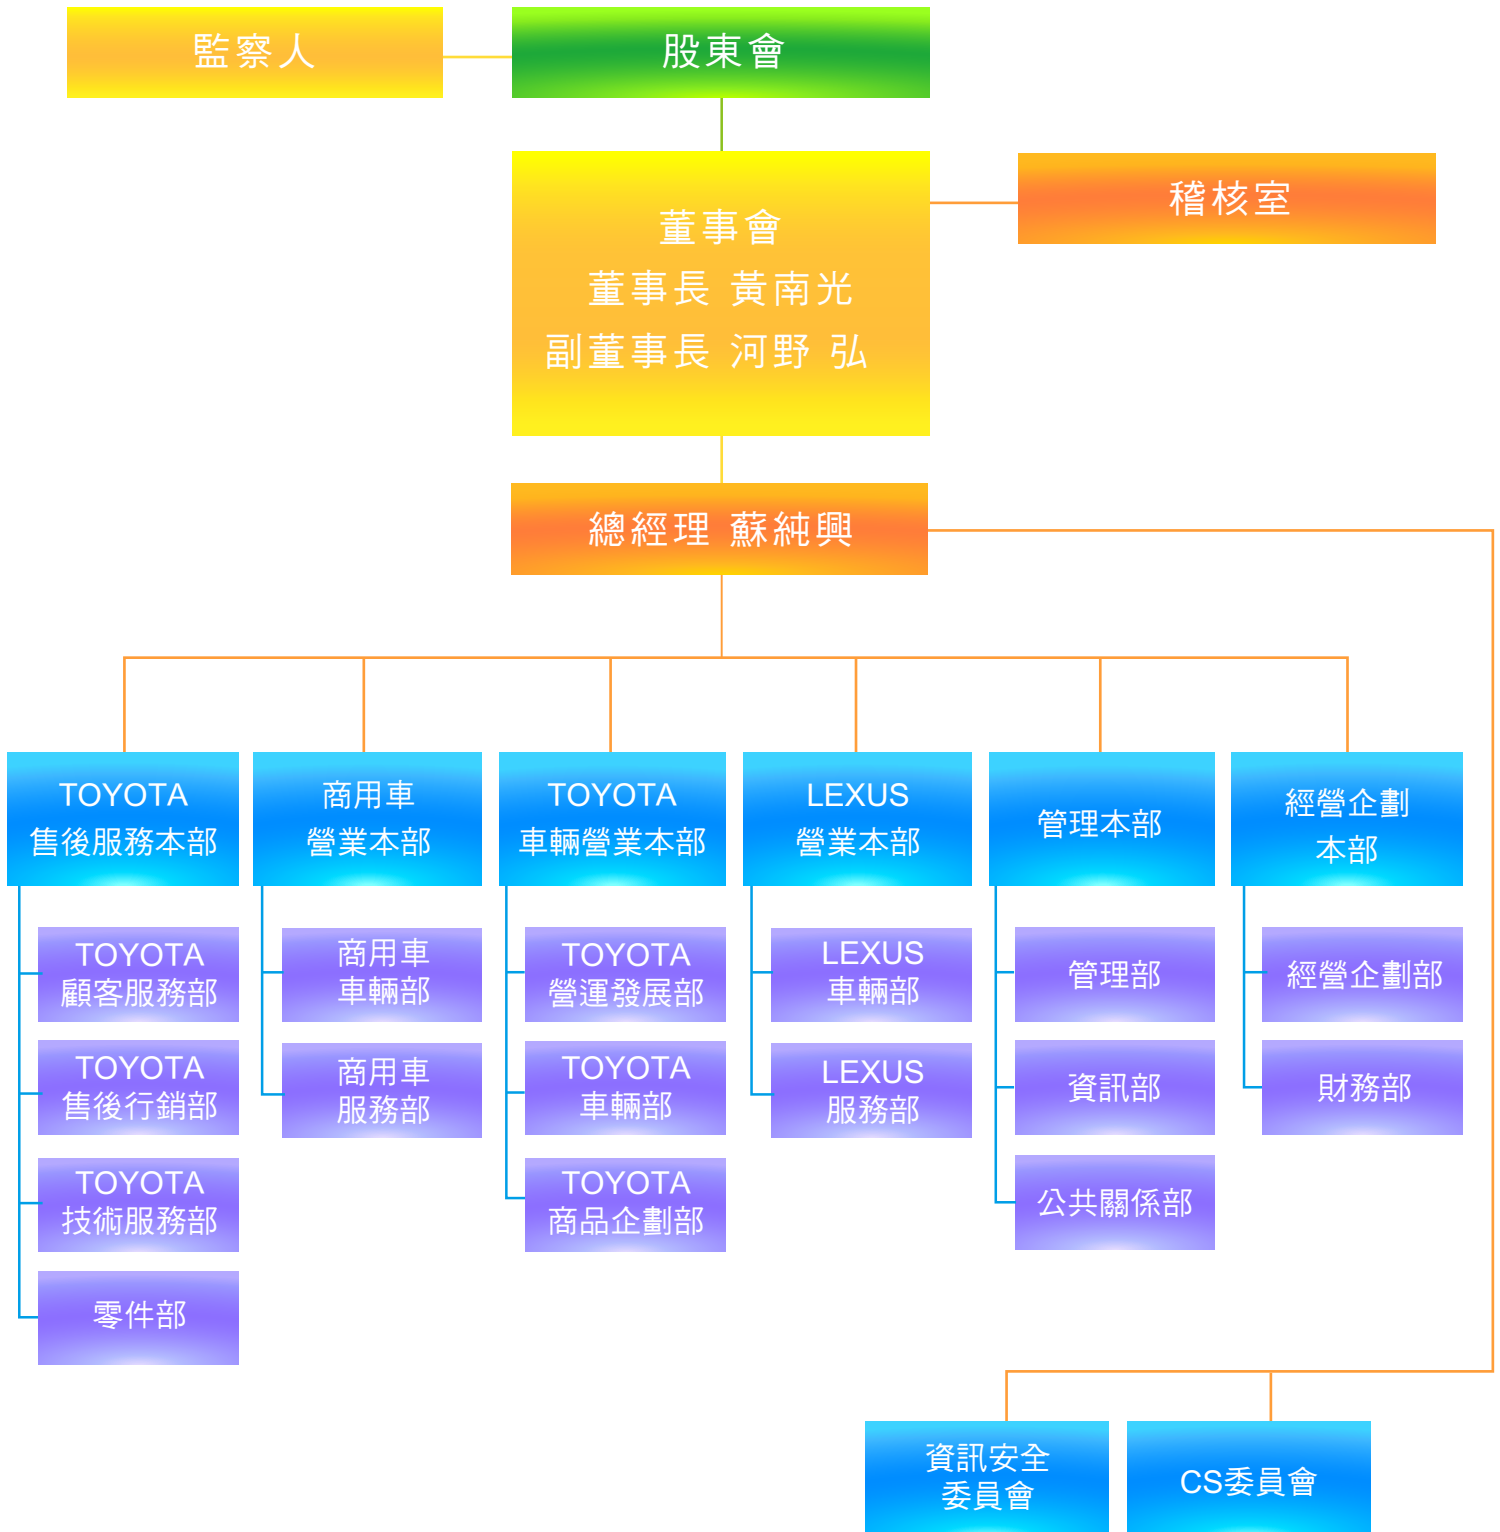 監察人
股東會
董事會
董事長 黃南光
副董事長 河野 弘
稽核室
總經理 蘇純興
TOYOTA
售後服務本部
商用車
營業本部
TOYOTA
車輛營業本部
LEXUS
營業本部
管理本部
經營企劃
本部
TOYOTA
顧客服務部
TOYOTA
售後行銷部
TOYOTA
技術服務部
零件部
商用車
車輛部
商用車
服務部
TOYOTA
營運發展部
TOYOTA
車輛部
TOYOTA
商品企劃部
LEXUS
車輛部
LEXUS
服務部
管理部
資訊部
公共關係部
經營企劃部
財務部
資訊安全
委員會
CS委員會